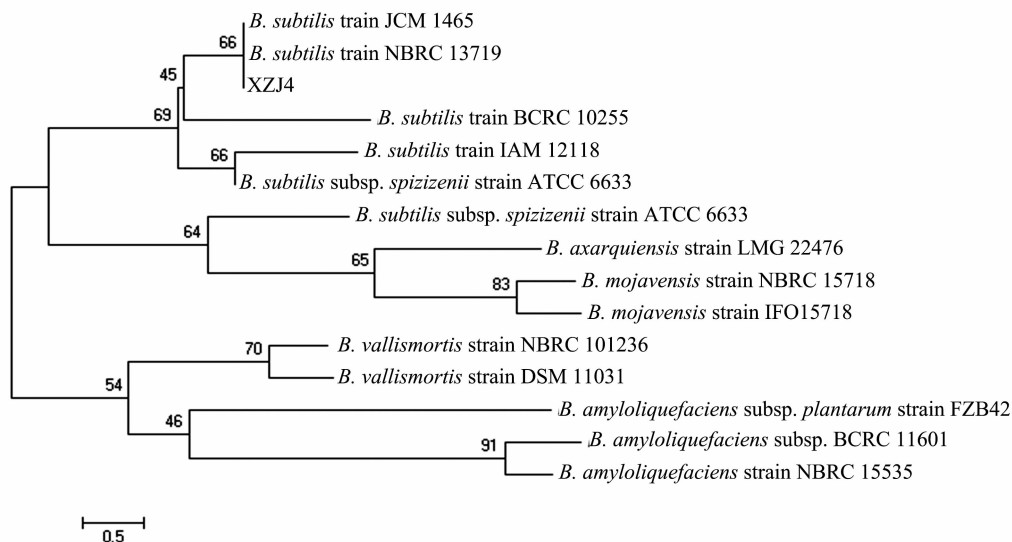 B. subtilis train JCM 1465
66
B. subtilis train NBRC 13719
45
XZJ4
69
B. subtilis train BCRC 10255
66
B. subtilis train IAM 12118
B. subtilis subsp. spizizenii strain ATCC 6633
B. subtilis subsp. spizizenii strain ATCC 6633
64
B. axarquiensis strain LMG 22476
65
B. mojavensis strain NBRC 15718
83
B. mojavensis strain IFO15718
70
B. vallismortis strain NBRC 101236
B. vallismortis strain DSM 11031
54
B. amyloliquefaciens subsp. plantarum strain FZB42
46
B. amyloliquefaciens subsp. BCRC 11601
91
B. amyloliquefaciens strain NBRC 15535
0.5